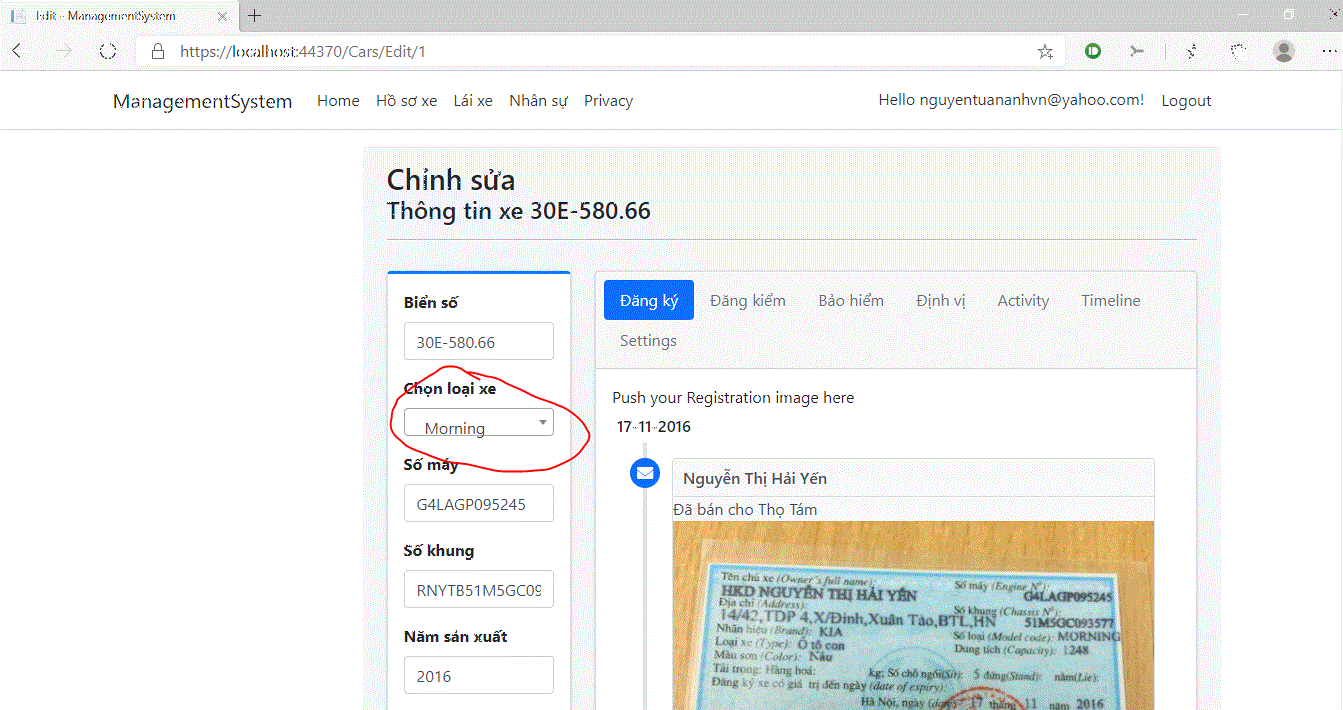 Edit - ManagementSystem
https://localhost:44370/Cars/Edit/1
ManagementSystem Home Hồ sơ xe Lái xe Nhân sự Privacy Hello nguyentuananhvn@yahoo.com! Logout
Chỉnh sửa
Thông tin xe 30E-580.66
Biển số
30E-580.66
Chọn loại xe
Morning
Số máy
G4LAGP095245
Số khung
RNYTB51M5GC09
Năm sản xuất
2016
Đăng ký Đăng kiểm Bảo hiểm Định vị Activity Timeline
Settings
Push your Registration image here
17-11-2016
Nguyễn Thị Hải Yến
Đã bán cho Thọ Tám
Tên chủ xe (Owner's full name):
Số máy (Engine N°):
HKD NGUYỄN THỊ HẢI YẾN
G4LAGP095245
Địa chỉ (Address):
Số khung (Chassis N°):
14/42,TDP 4,X/Đỉnh,Xuân Tảo,BTL,HN
51M5GC093577
Nhãn hiệu (Brand): KIA
Số loại (Model code): MORNING
Loại xe (Type): Ô tô con
Dung tích (Capacity): 1248
Màu sơn (Color): Nâu
Tải trọng: Hàng hoá: kg; Số chỗ ngồi(Sit): 5 đứng(Stand): nằm(Lie):
Đăng ký xe có giá trị đến ngày (date of expiry):
Hà Nội, ngày (date) 17 tháng 11 năm 2016